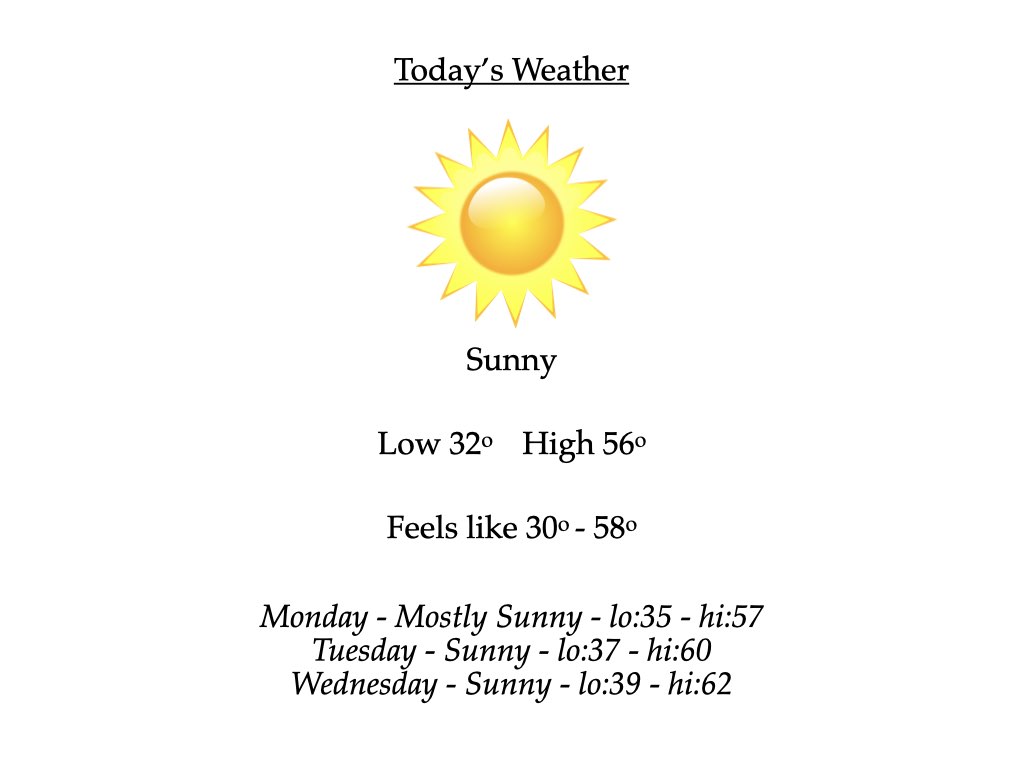 Today’s Weather
Sunny
Low 32º High 56º
Feels like 30º - 58º
Monday - Mostly Sunny - lo:35 - hi:57
Tuesday - Sunny - lo:37 - hi:60
Wednesday - Sunny - lo:39 - hi:62